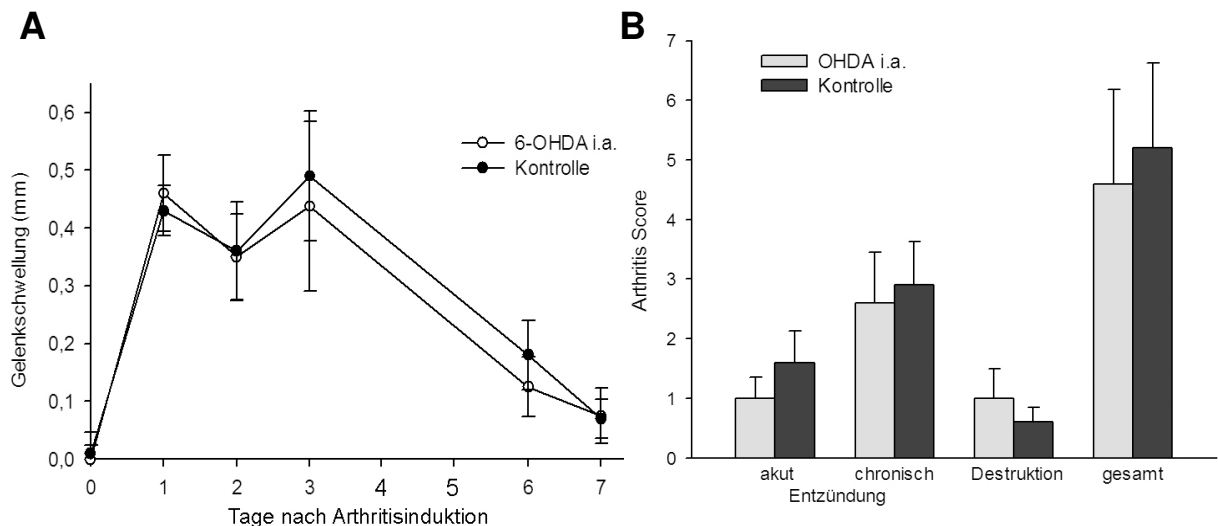 A
Gelenkschwellung (mm)
0,6
0,5
0,4
0,3
0,2
0,1
0,0
6-OHDA i.a.
Kontrolle
0 1 2 3 4 5 6 7
Tage nach Arthritisinduktion
B
Arthritis Score
7
6
5
4
3
2
1
0
OHDA i.a.
Kontrolle
akut chronisch Destruktion gesamt
Entzündung